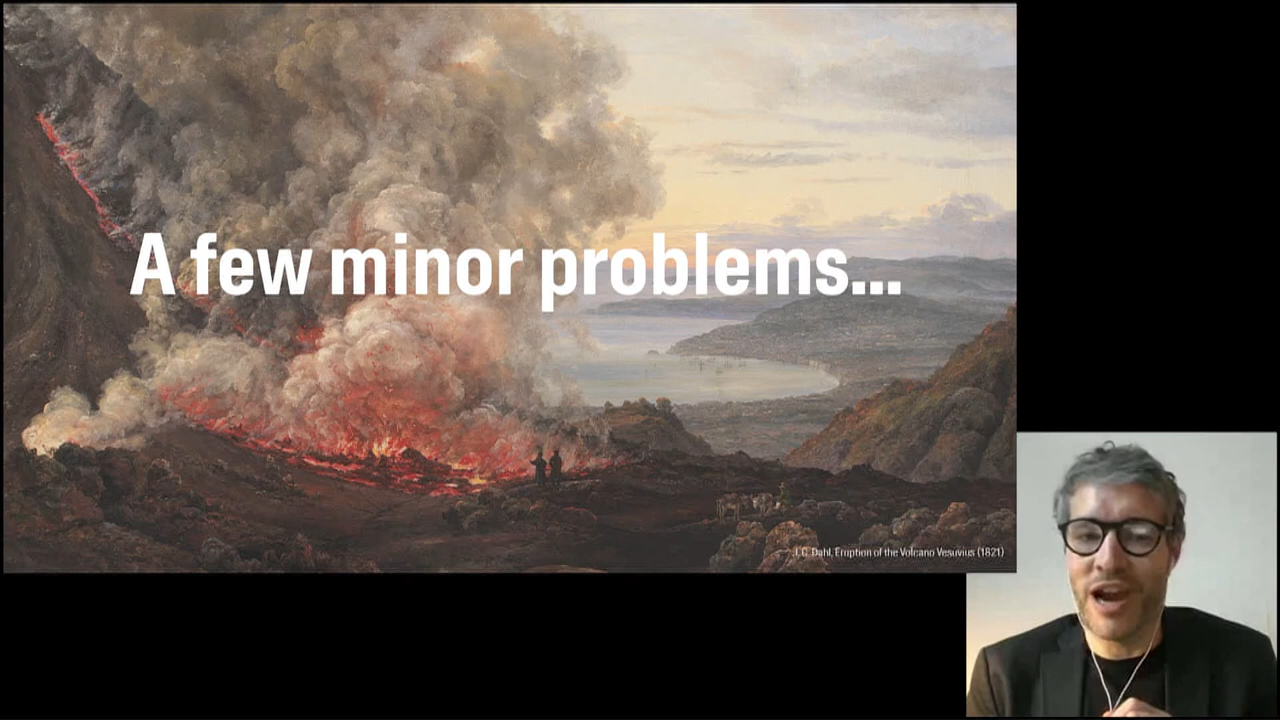 A few minor problems...
J.C. Dahl, Eruption of the Volcano Vesuvius (1821)